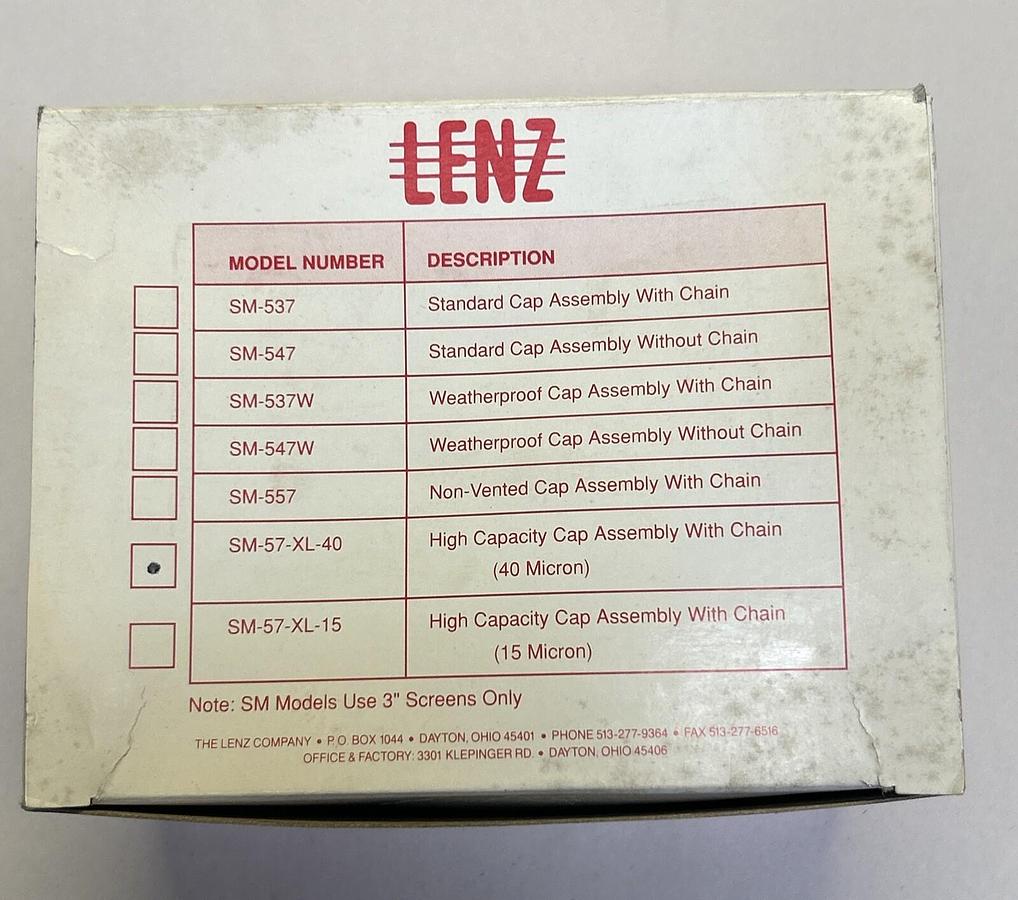 LENZ
MODEL NUMBER DESCRIPTION
SM-537 Standard Cap Assembly With Chain
SM-547 Standard Cap Assembly Without Chain
SM-537W Weatherproof Cap Assembly With Chain
SM-547W Weatherproof Cap Assembly Without Chain
SM-557 Non-Vented Cap Assembly With Chain
SM-57-XL-40 High Capacity Cap Assembly With Chain
(40 Micron)
SM-57-XL-15 High Capacity Cap Assembly With Chain
(15 Micron)
Note: SM Models Use 3" Screens Only
THE LENZ COMPANY • P.O. BOX 1044 • DAYTON, OHIO 45401 • PHONE 513-277-9364 • FAX 513-277-6516
OFFICE & FACTORY: 3301 KLEPINGER RD. • DAYTON, OHIO 45406